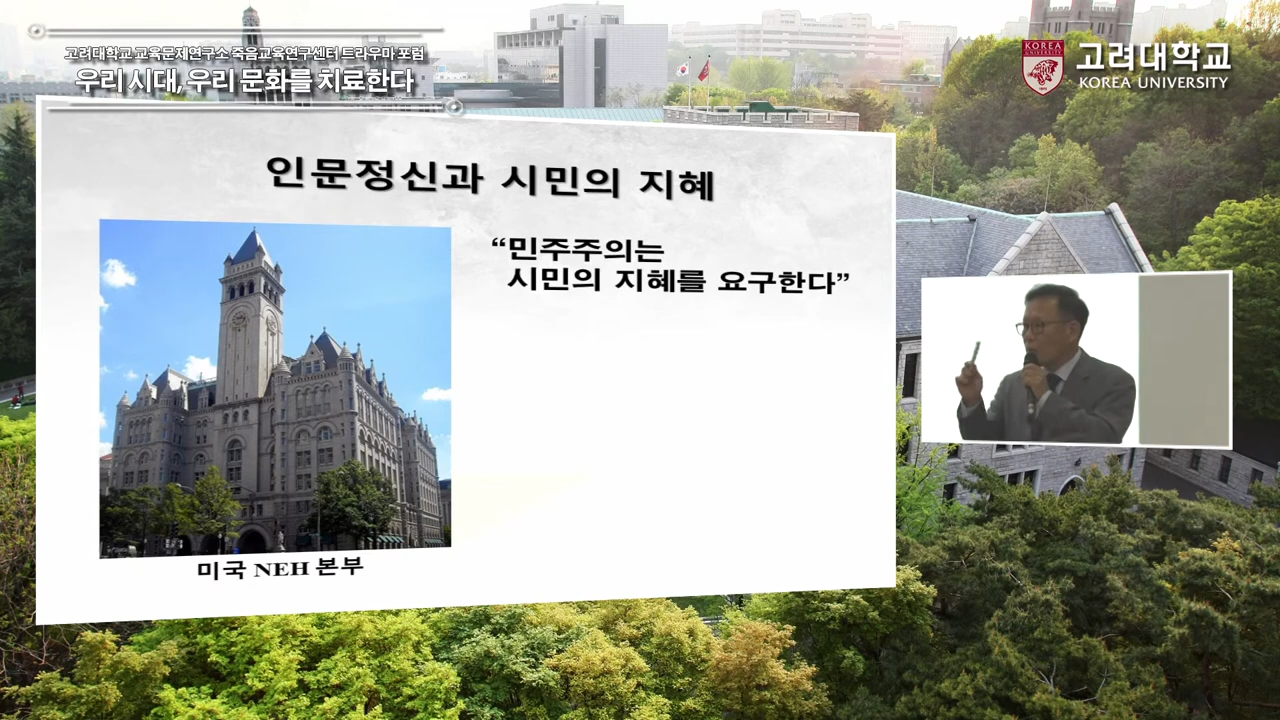 고려대학교 교육문제연구소 죽음교육연구센터 트라우마 포럼
우리 시대, 우리 문화를 치료한다
KOREA
UNIVERSITY
고려대학교
KOREA UNIVERSITY
인문정신과 시민의 지혜
“민주주의는
시민의 지혜를 요구한다”
미국 NEH 본부